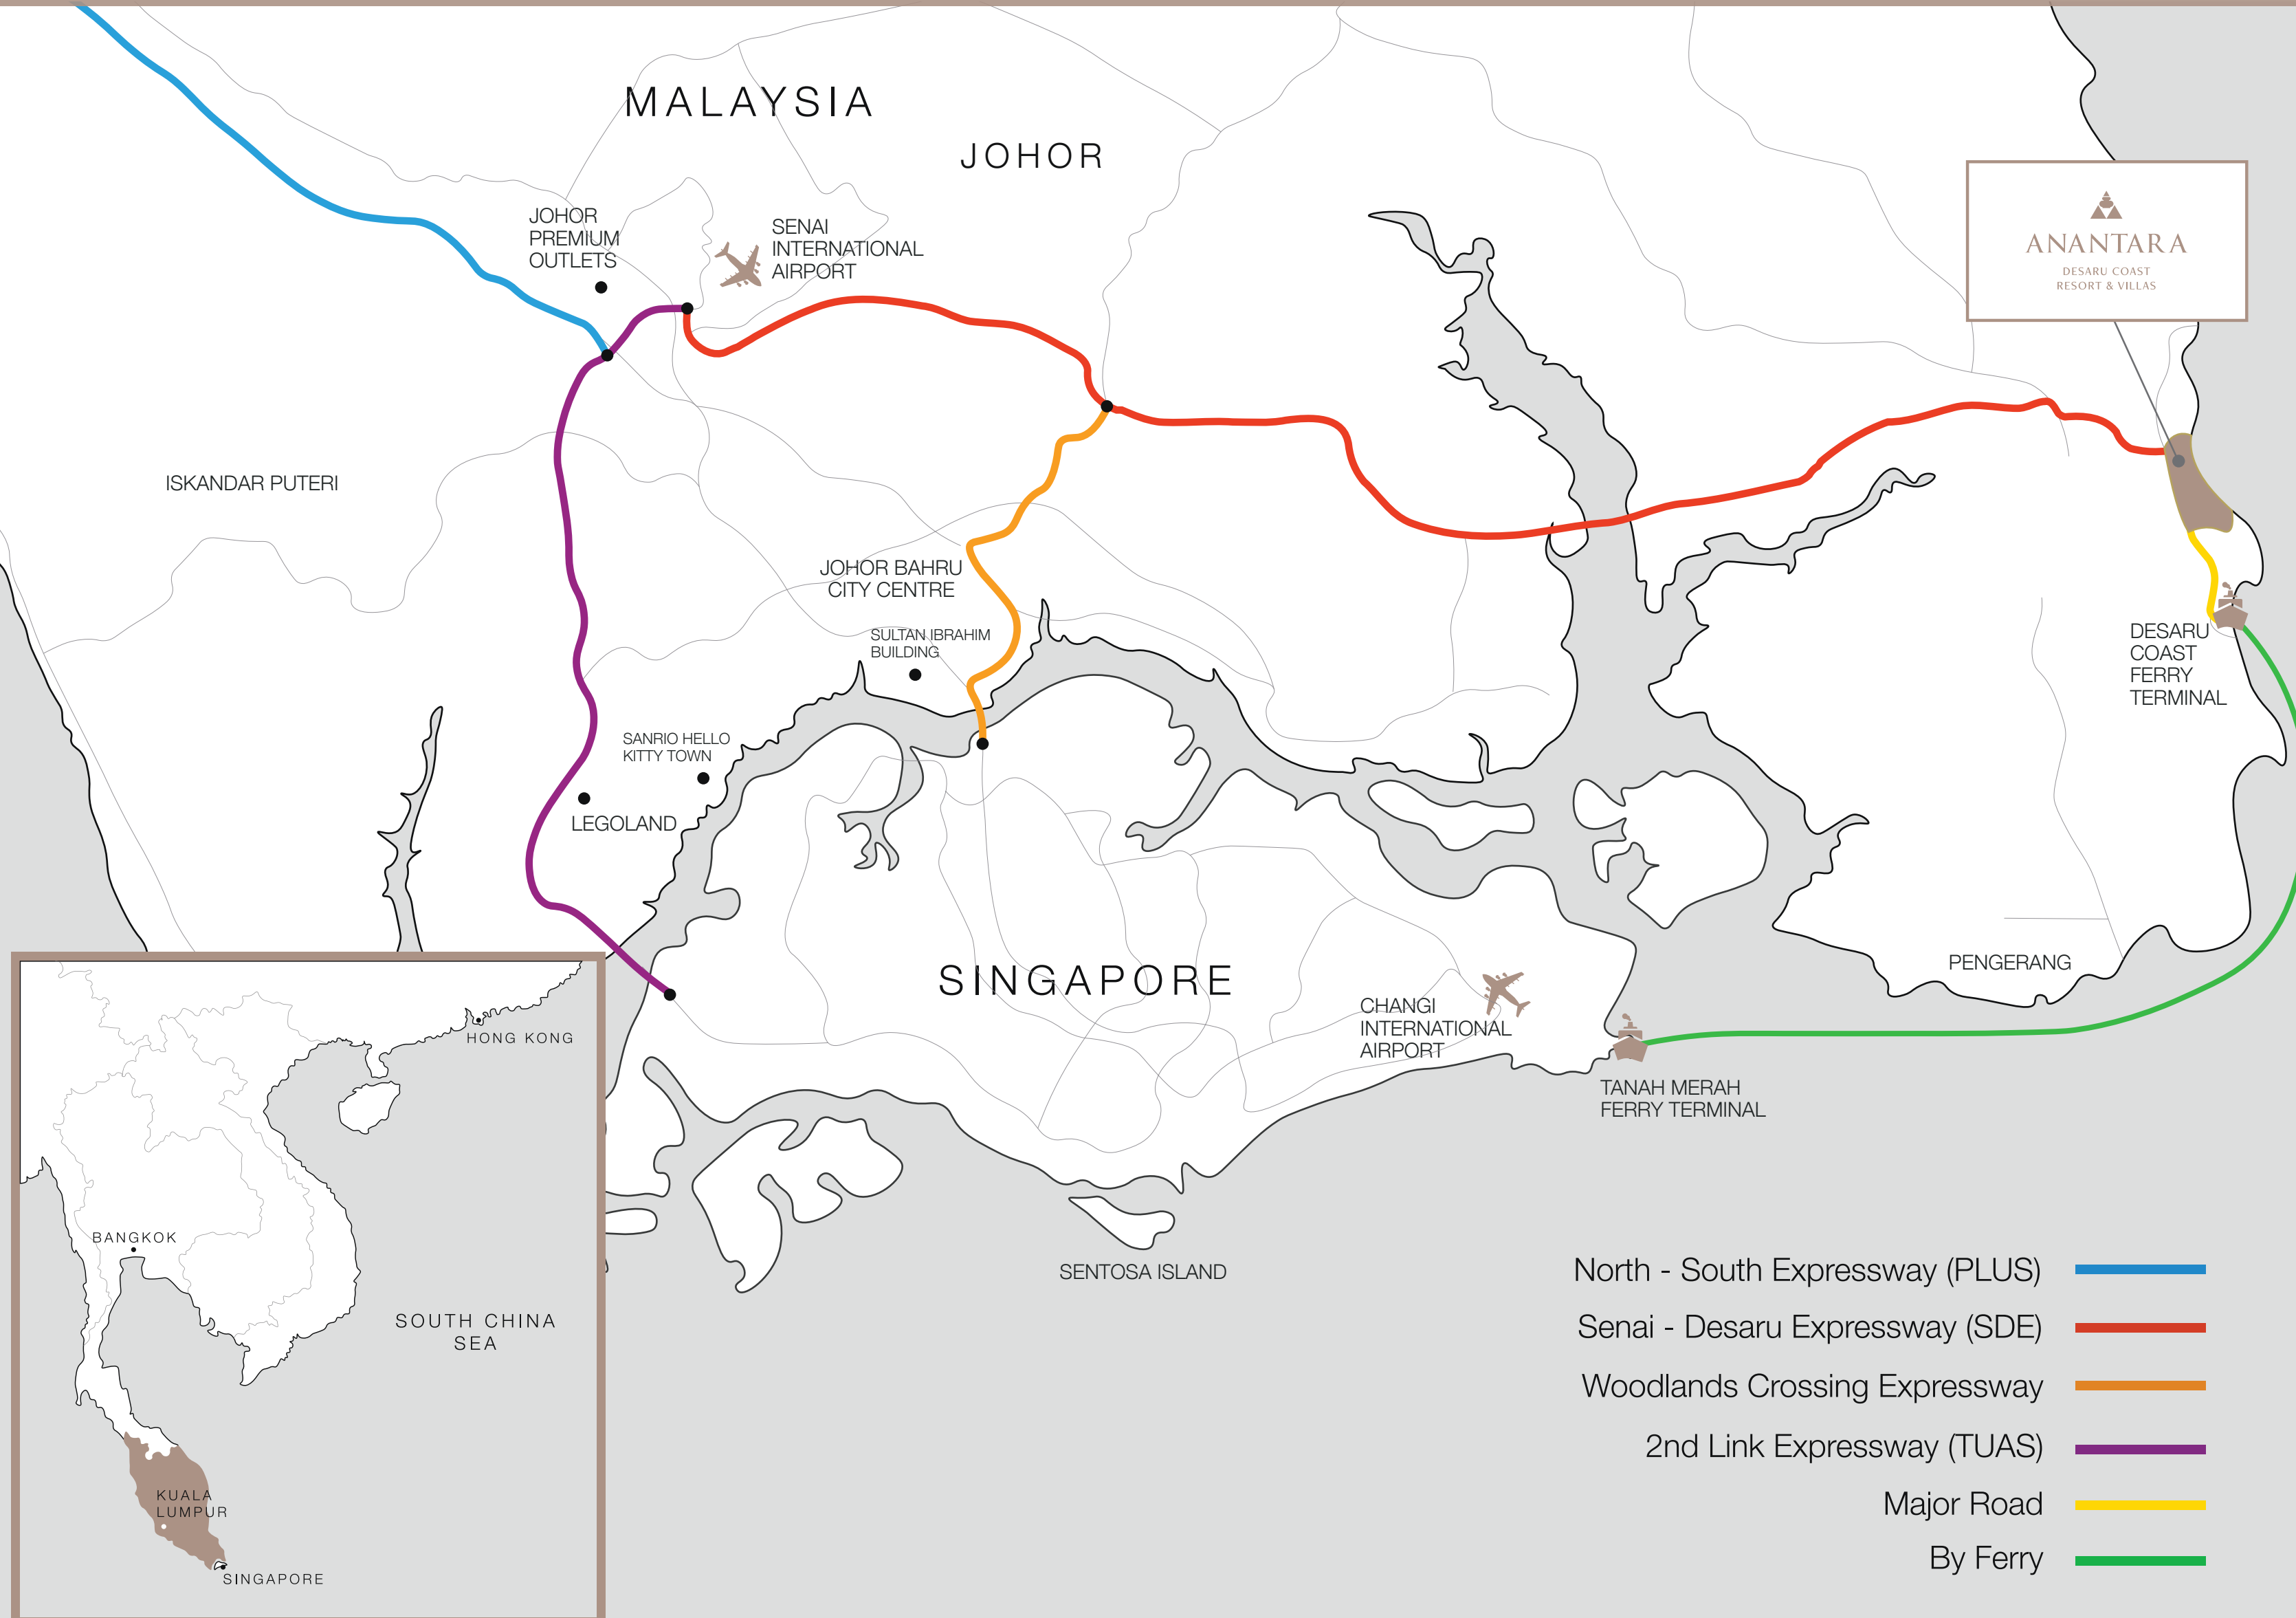 MALAYSIA
JOHOR
JOHOR
PREMIUM
OUTLETS
SENAI
INTERNATIONAL
AIRPORT
ANANTARA
DESARU COAST
RESORT & VILLAS
ISKANDAR PUTERI
JOHOR BAHRU
CITY CENTRE
SULTAN IBRAHIM
BUILDING
DESARU
COAST
FERRY
TERMINAL
SANRIO HELLO
KITTY TOWN
LEGOLAND
SINGAPORE
CHANGI
INTERNATIONAL
AIRPORT
PENGERANG
TANAH MERAH
FERRY TERMINAL
SENTOSA ISLAND
HONG KONG
BANGKOK
SOUTH CHINA
SEA
KUALA
LUMPUR
SINGAPORE
North - South Expressway (PLUS)
Senai - Desaru Expressway (SDE)
Woodlands Crossing Expressway
2nd Link Expressway (TUAS)
Major Road
By Ferry